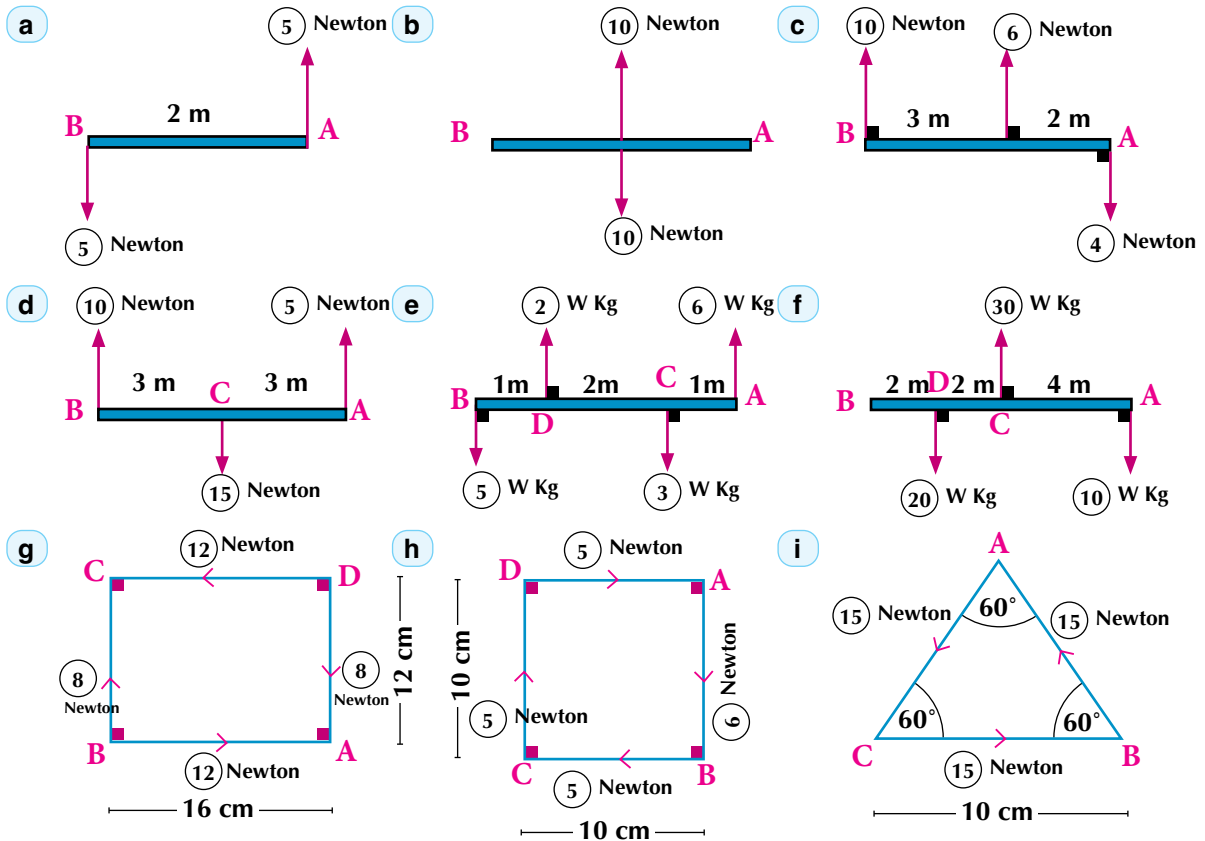 a
5 Newton
2 m
B
A
5 Newton
b
10 Newton
B
A
10 Newton
c
10 Newton
6 Newton
3 m
2 m
B
A
4 Newton
d
10 Newton
5 Newton
3 m
C
3 m
B
A
15 Newton
e
2 W Kg
6 W Kg
1m
2m
C
1m
B
A
D
5 W Kg
3 W Kg
f
30 W Kg
2 m
D
2 m
4 m
B
A
C
20 W Kg
10 W Kg
g
12 Newton
C
D
8 Newton
8 Newton
12 cm
B
A
12 Newton
16 cm
h
5 Newton
D
A
10 cm
Newton
6
5 Newton
C
B
5 Newton
10 cm
i
A
15 Newton
60°
15 Newton
60°
60°
C
B
15 Newton
10 cm